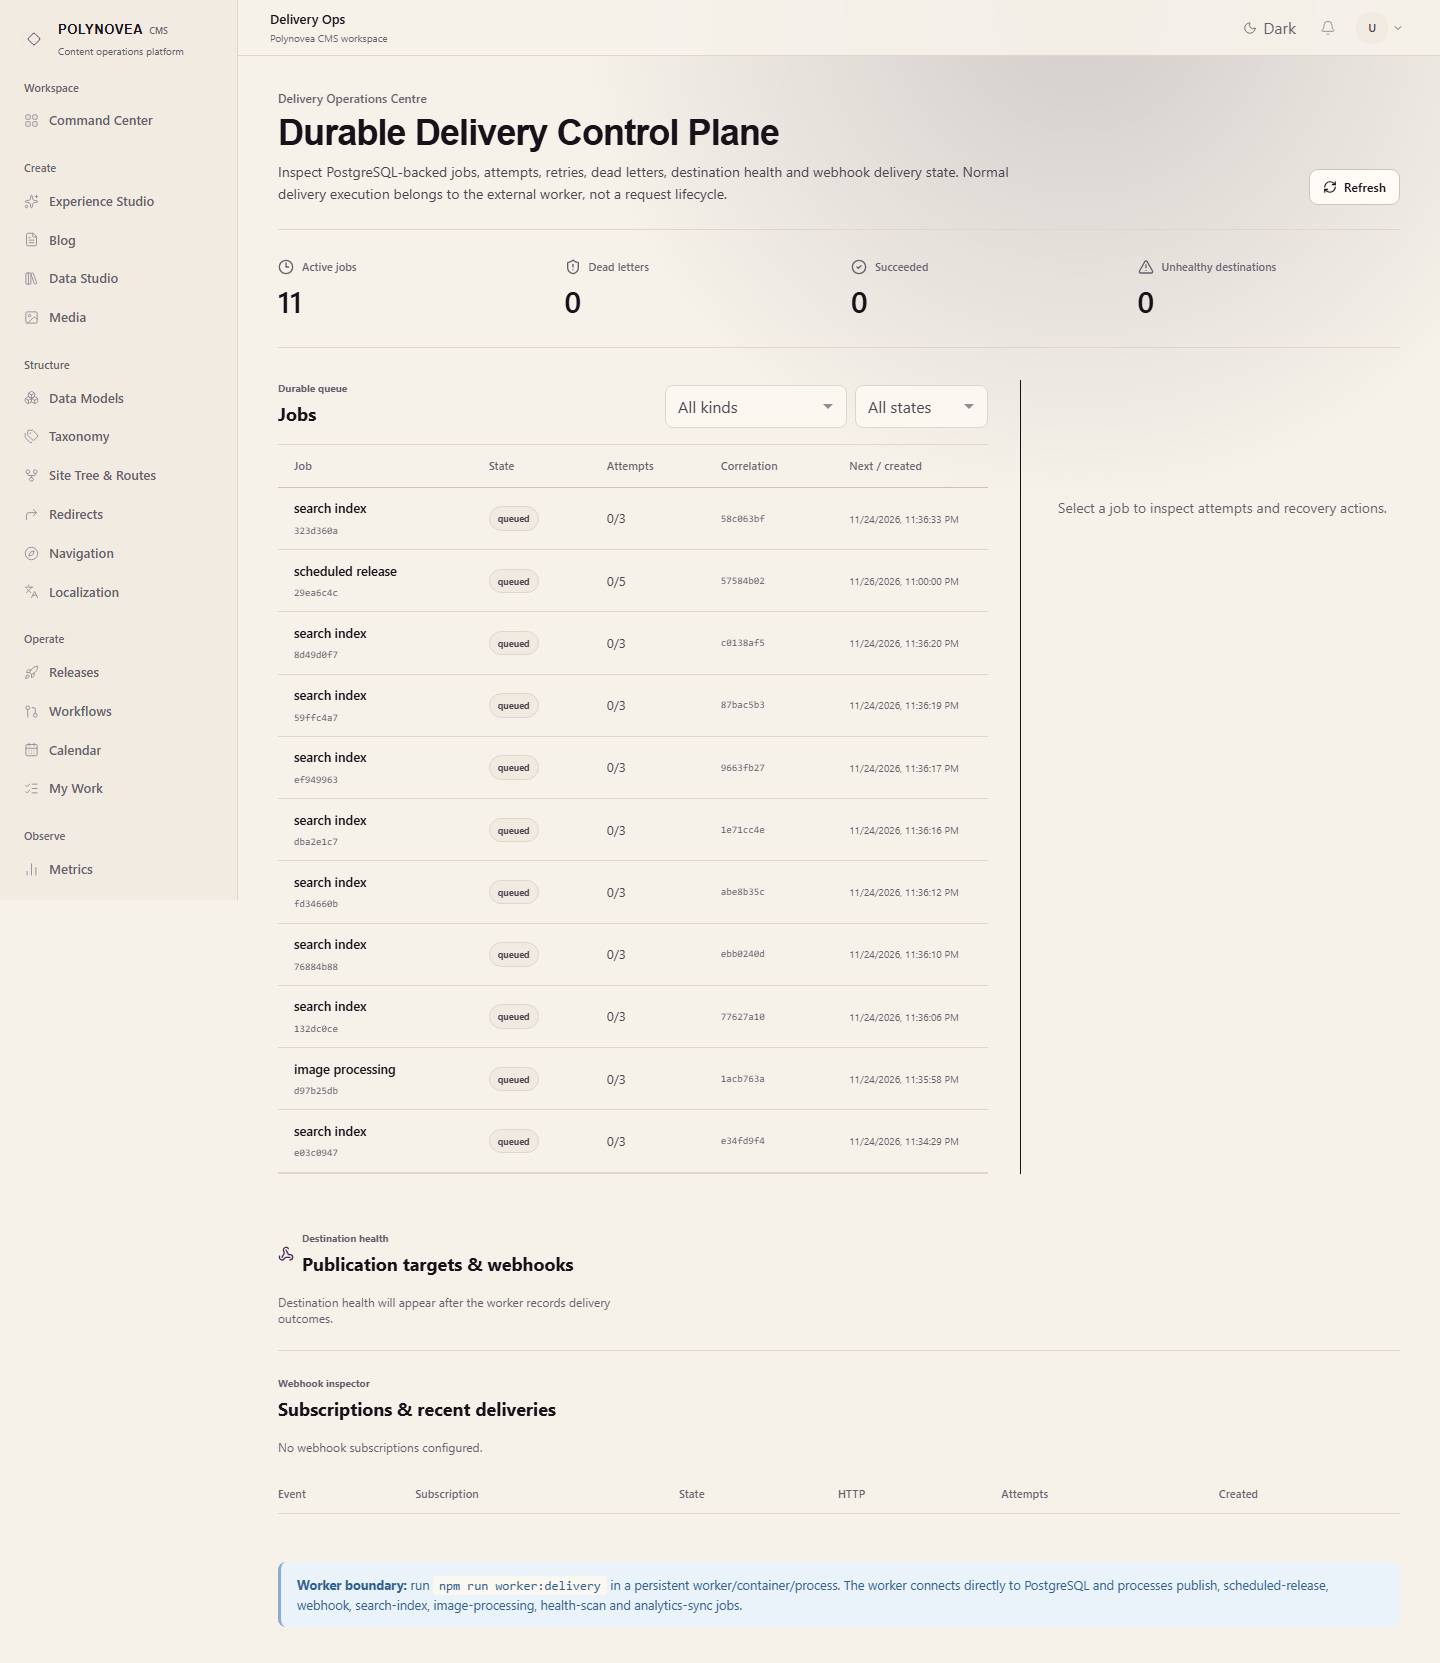 POLYNOVEA CMS
Content operations platform
Workspace
Command Center
Create
Experience Studio
Blog
Data Studio
Media
Structure
Data Models
Taxonomy
Site Tree & Routes
Redirects
Navigation
Localization
Operate
Releases
Workflows
Calendar
My Work
Observe
Metrics
Delivery Ops
Polynovea CMS workspace
Dark
U
Delivery Operations Centre
Durable Delivery Control Plane
Inspect PostgreSQL-backed jobs, attempts, retries, dead letters, destination health and webhook delivery state. Normal
delivery execution belongs to the external worker, not a request lifecycle.
Refresh
Active jobs
11
Dead letters
0
Succeeded
0
Unhealthy destinations
0
Durable queue
Jobs
All kinds
All states
Job State Attempts Correlation Next / created
search index
323d360a
queued 0/3 58c063bf 11/24/2026, 11:36:33 PM
scheduled release
29ea6c4c
queued 0/5 57584b02 11/26/2026, 11:00:00 PM
search index
8d49d0f7
queued 0/3 c0138af5 11/24/2026, 11:36:20 PM
search index
59ffc4a7
queued 0/3 87bac5b3 11/24/2026, 11:36:19 PM
search index
ef949963
queued 0/3 9663fb27 11/24/2026, 11:36:17 PM
search index
dba2e1c7
queued 0/3 1e71cc4e 11/24/2026, 11:36:16 PM
search index
fd34660b
queued 0/3 abe8b35c 11/24/2026, 11:36:12 PM
search index
76884b88
queued 0/3 ebb0240d 11/24/2026, 11:36:10 PM
search index
132dc0ce
queued 0/3 77627a10 11/24/2026, 11:36:06 PM
image processing
d97b25db
queued 0/3 1acb763a 11/24/2026, 11:35:58 PM
search index
e03c0947
queued 0/3 e34fd9f4 11/24/2026, 11:34:29 PM
Select a job to inspect attempts and recovery actions.
Destination health
Publication targets & webhooks
Destination health will appear after the worker records delivery
outcomes.
Webhook inspector
Subscriptions & recent deliveries
No webhook subscriptions configured.
Event Subscription State HTTP Attempts Created
Worker boundary: run npm run worker:delivery in a persistent worker/container/process. The worker connects directly to PostgreSQL and processes publish, scheduled-release,
webhook, search-index, image-processing, health-scan and analytics-sync jobs.